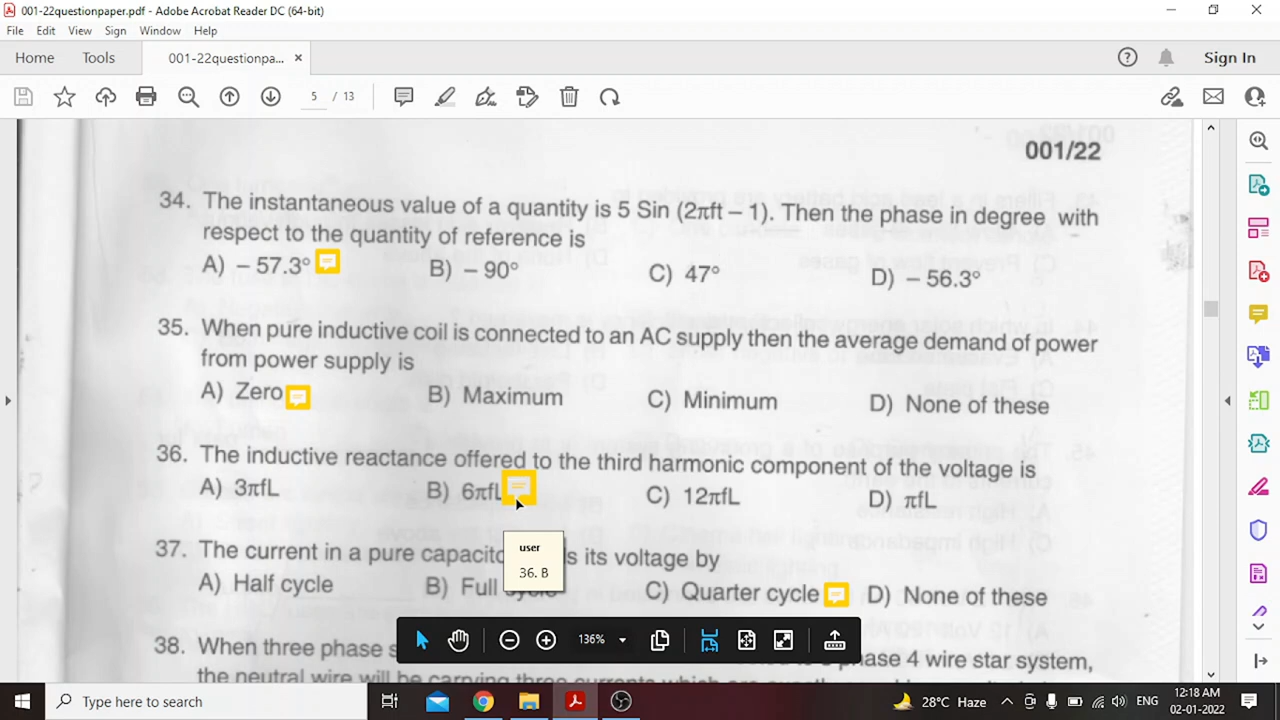 001-22questionpaper.pdf - Adobe Acrobat Reader DC (64-bit)
File Edit View Sign Window Help
Home Tools 001-22questionpa... × Sign In
5 / 13
001/22
34. The instantaneous value of a quantity is 5 Sin (2πft – 1). Then the phase in degree with
respect to the quantity of reference is
A) – 57.3° B) – 90° C) 47° D) – 56.3°
35. When pure inductive coil is connected to an AC supply then the average demand of power
from power supply is
A) Zero B) Maximum C) Minimum D) None of these
36. The inductive reactance offered to the third harmonic component of the voltage is
A) 3πfL B) 6πfL C) 12πfL D) πfL
user
36. B
37. The current in a pure its voltage by
A) Half cycle B) Full C) Quarter cycle D) None of these
136%
38. When three phase phase 4 wire star system,
the neutral wire will be carrying three currents which are
Type here to search
28°C Haze ENG 12:18 AM
02-01-2022